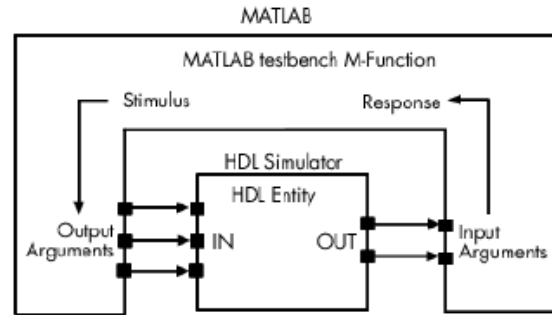 MATLAB
MATLAB testbench M-Function
Stimulus
Response
HDL Simulator
HDL Entity
Output
Arguments
IN
OUT
Input
Arguments